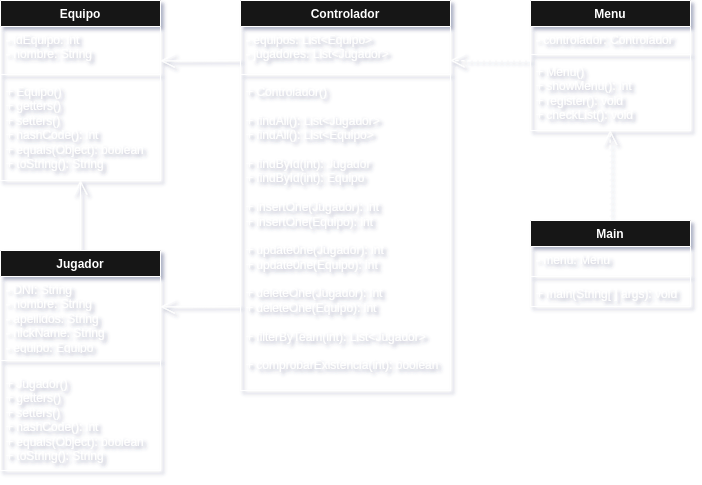 Equipo
- idEquipo: int
- nombre: String
+ Equipo()
+ getters()
+ setters()
+ hashCode(): int
+ equals(Object): boolean
+ toString(): String
Controlador
- equipos: List<Equipo>
- jugadores: List<Jugador>
+ Controlador()
+ findAll(): List<Jugador>
+ findAll(): List<Equipo>
+ findById(int): Jugador
+ findById(int): Equipo
+ insertOne(Jugador): int
+ insertOne(Equipo): int
+ updateOne(Jugador): int
+ updateOne(Equipo): int
+ deleteOne(Jugador): int
+ deleteOne(Equipo): int
+ filterByTeam(int): List<Jugador>
+ comprobarExistencia(int): boolean
Menu
- controlador: Controlador
+ Menu()
+ showMenu(): int
+ register(): void
+ checkList(): void
Main
- menu: Menu
+ main(String[ ] args): void
Jugador
- DNI: String
- nombre: String
- apellidos: String
- nickName: String
- equipo: Equipo
+ Jugador()
+ getters()
+ setters()
+ hashCode(): int
+ equals(Object): boolean
+ toString(): String